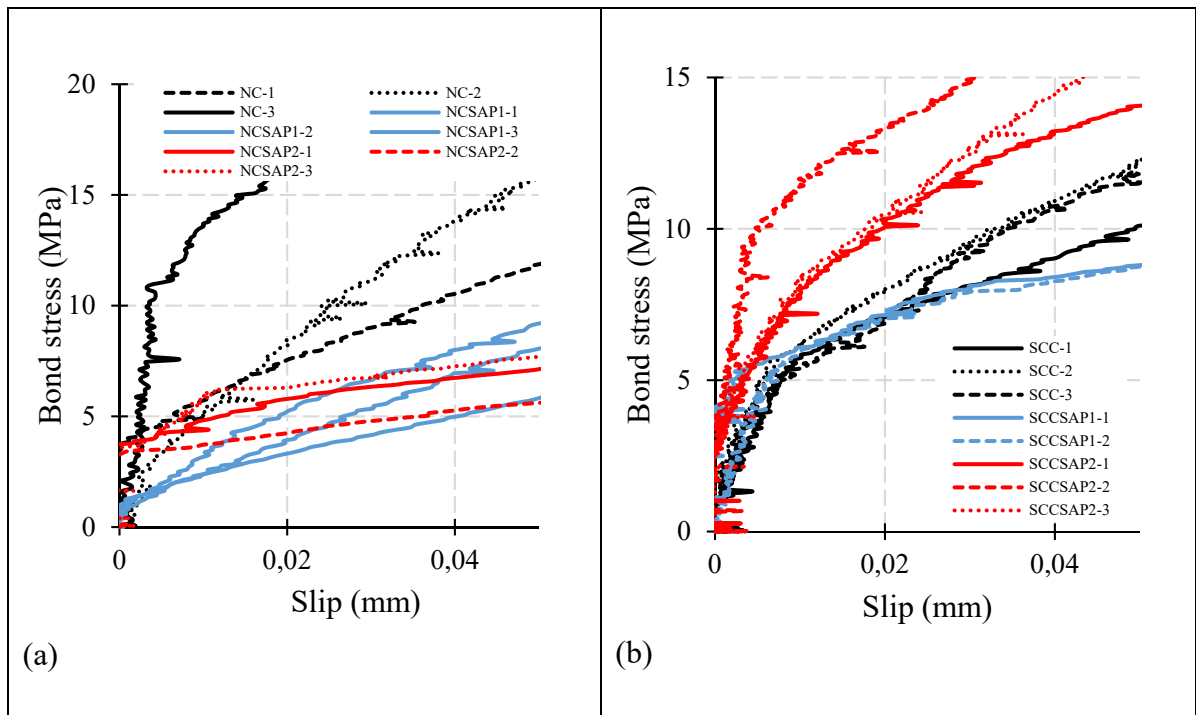 20
NC-1
NC-2
NC-3
NCSAP1-1
NCSAP1-2
NCSAP1-3
NCSAP2-1
NCSAP2-2
NCSAP2-3
15
10
5
0
Bond stress (MPa)
0
0,02
0,04
Slip (mm)
(a)
15
10
5
0
Bond stress (MPa)
SCC-1
SCC-2
SCC-3
SCCSAP1-1
SCCSAP1-2
SCCSAP2-1
SCCSAP2-2
SCCSAP2-3
0
0,02
0,04
Slip (mm)
(b)